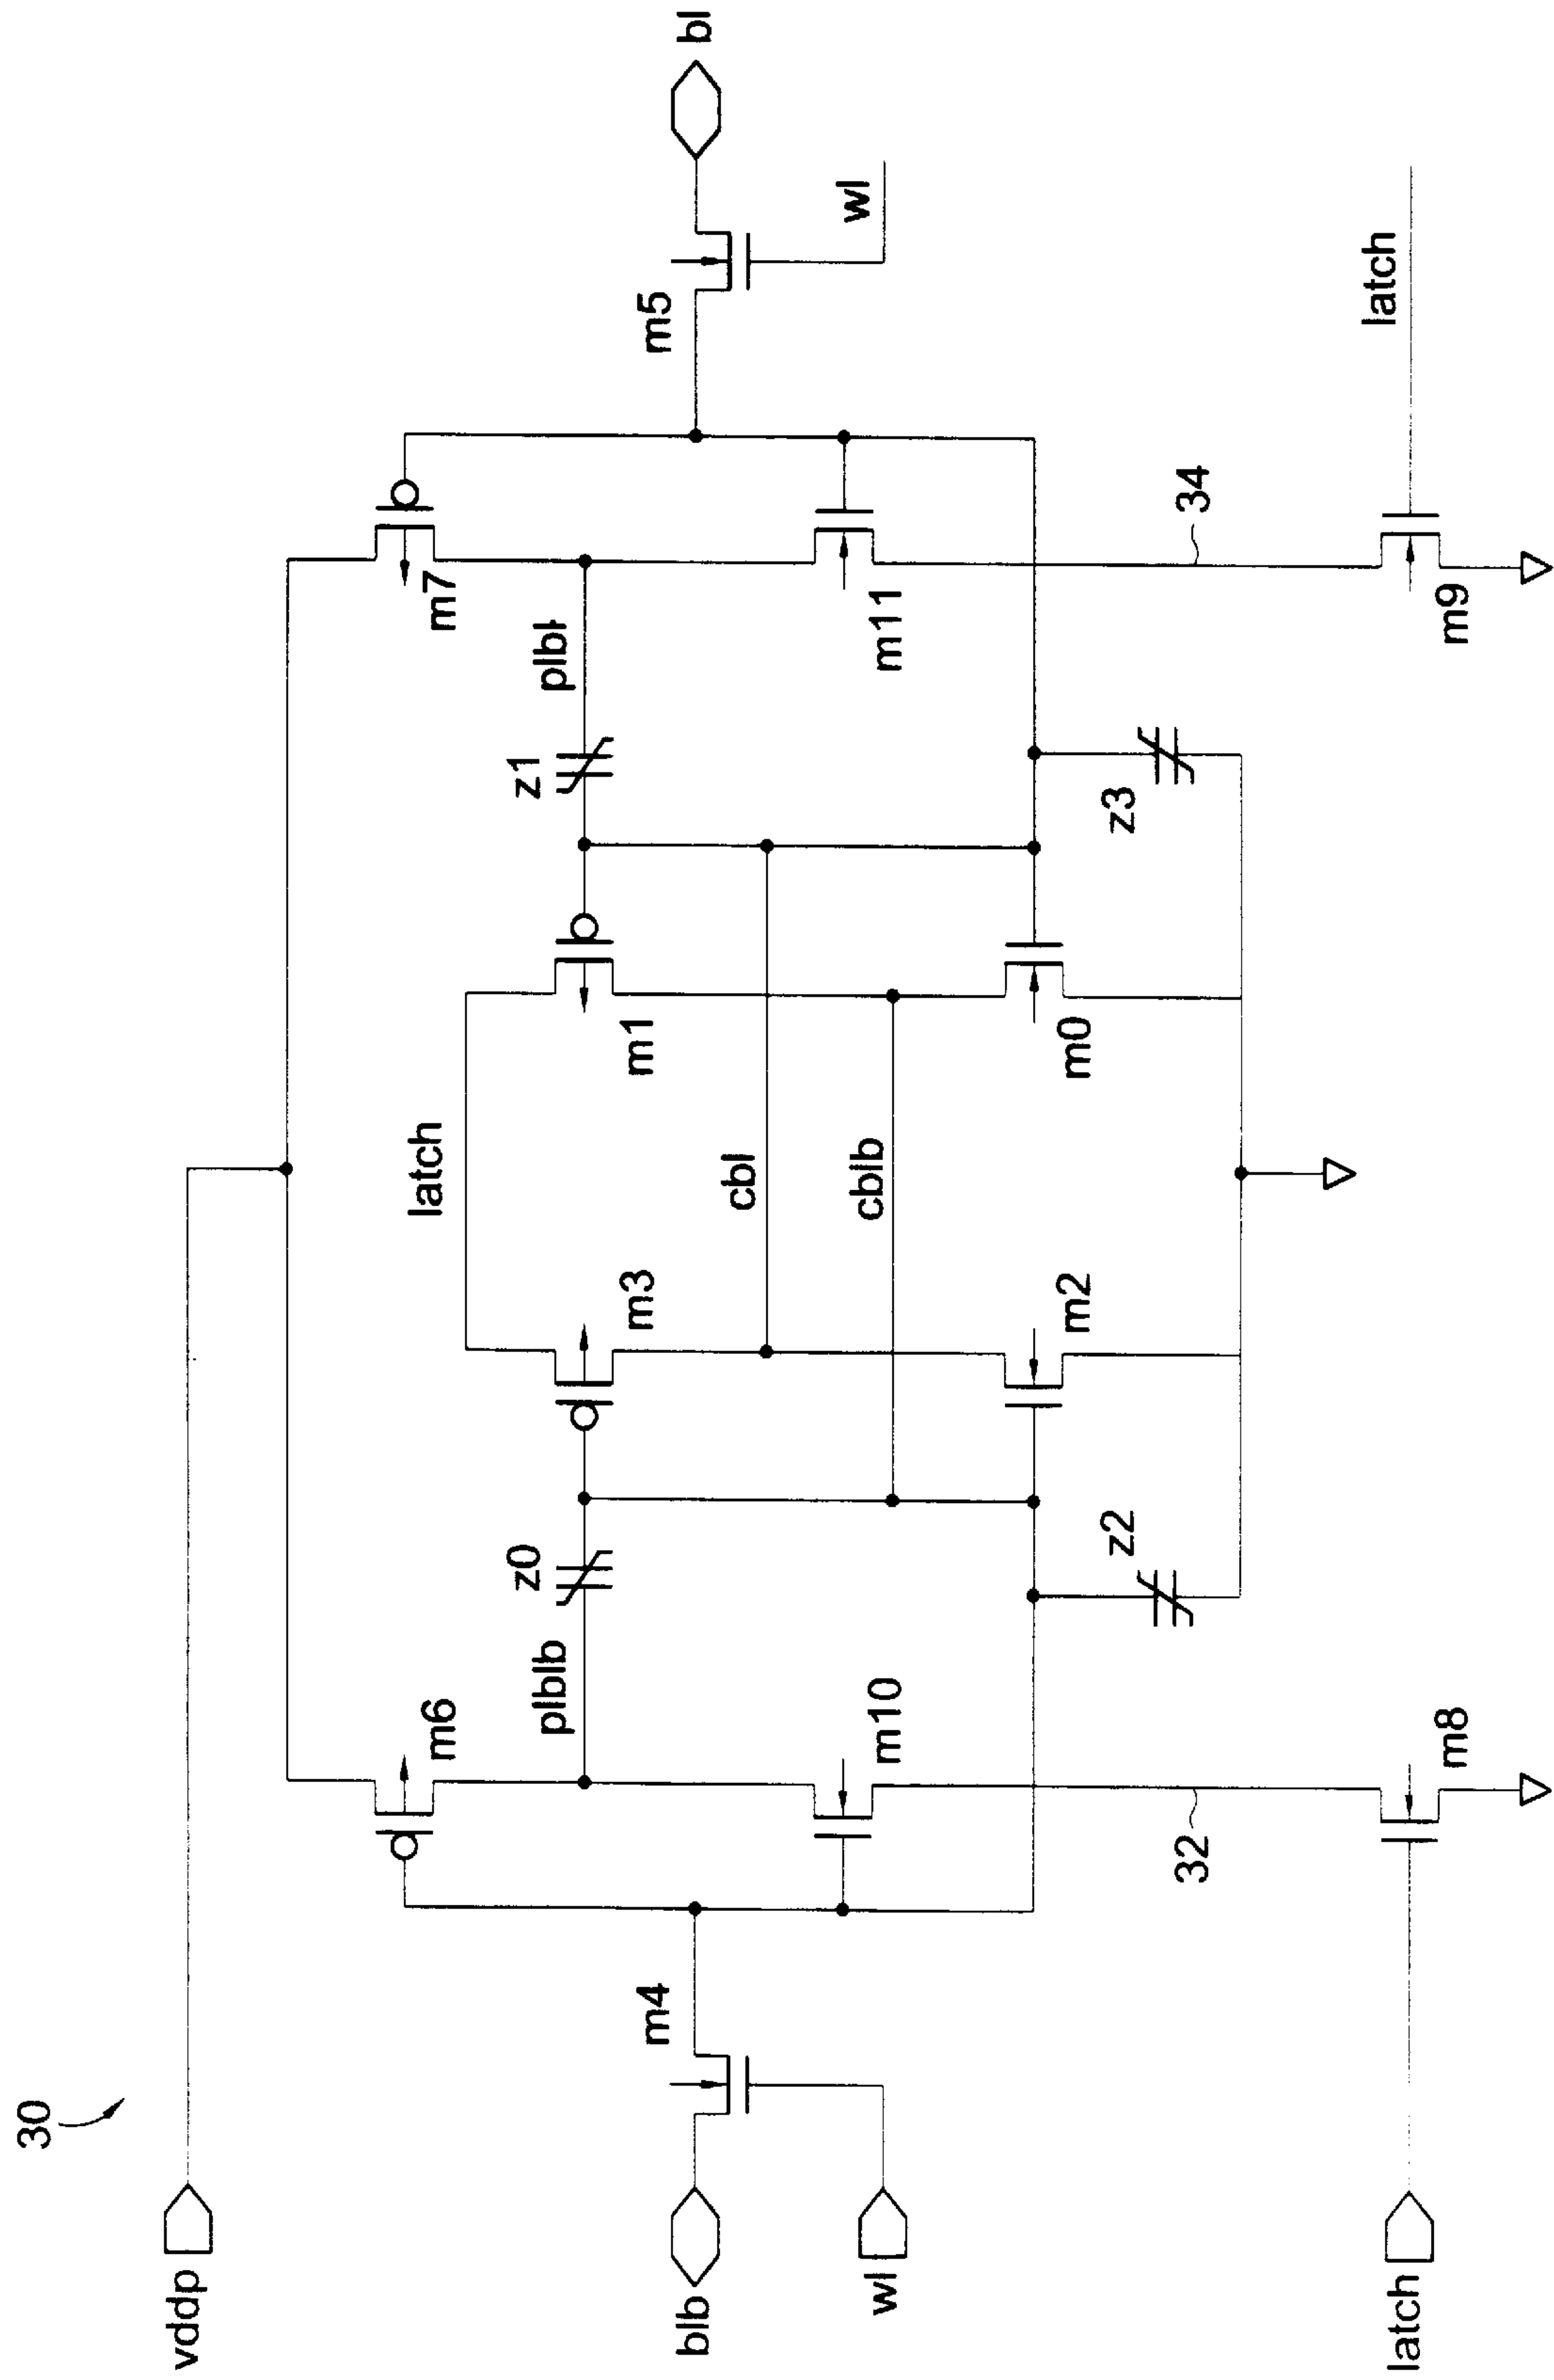 30
vddp
latch
m6
m3
m1
m7
plblb
z0
z1
plbl
blb
m4
cbl
m5
bl
wl
m10
cblb
m11
wl
m2
m0
z2
z3
32
34
latch
m8
m9
latch